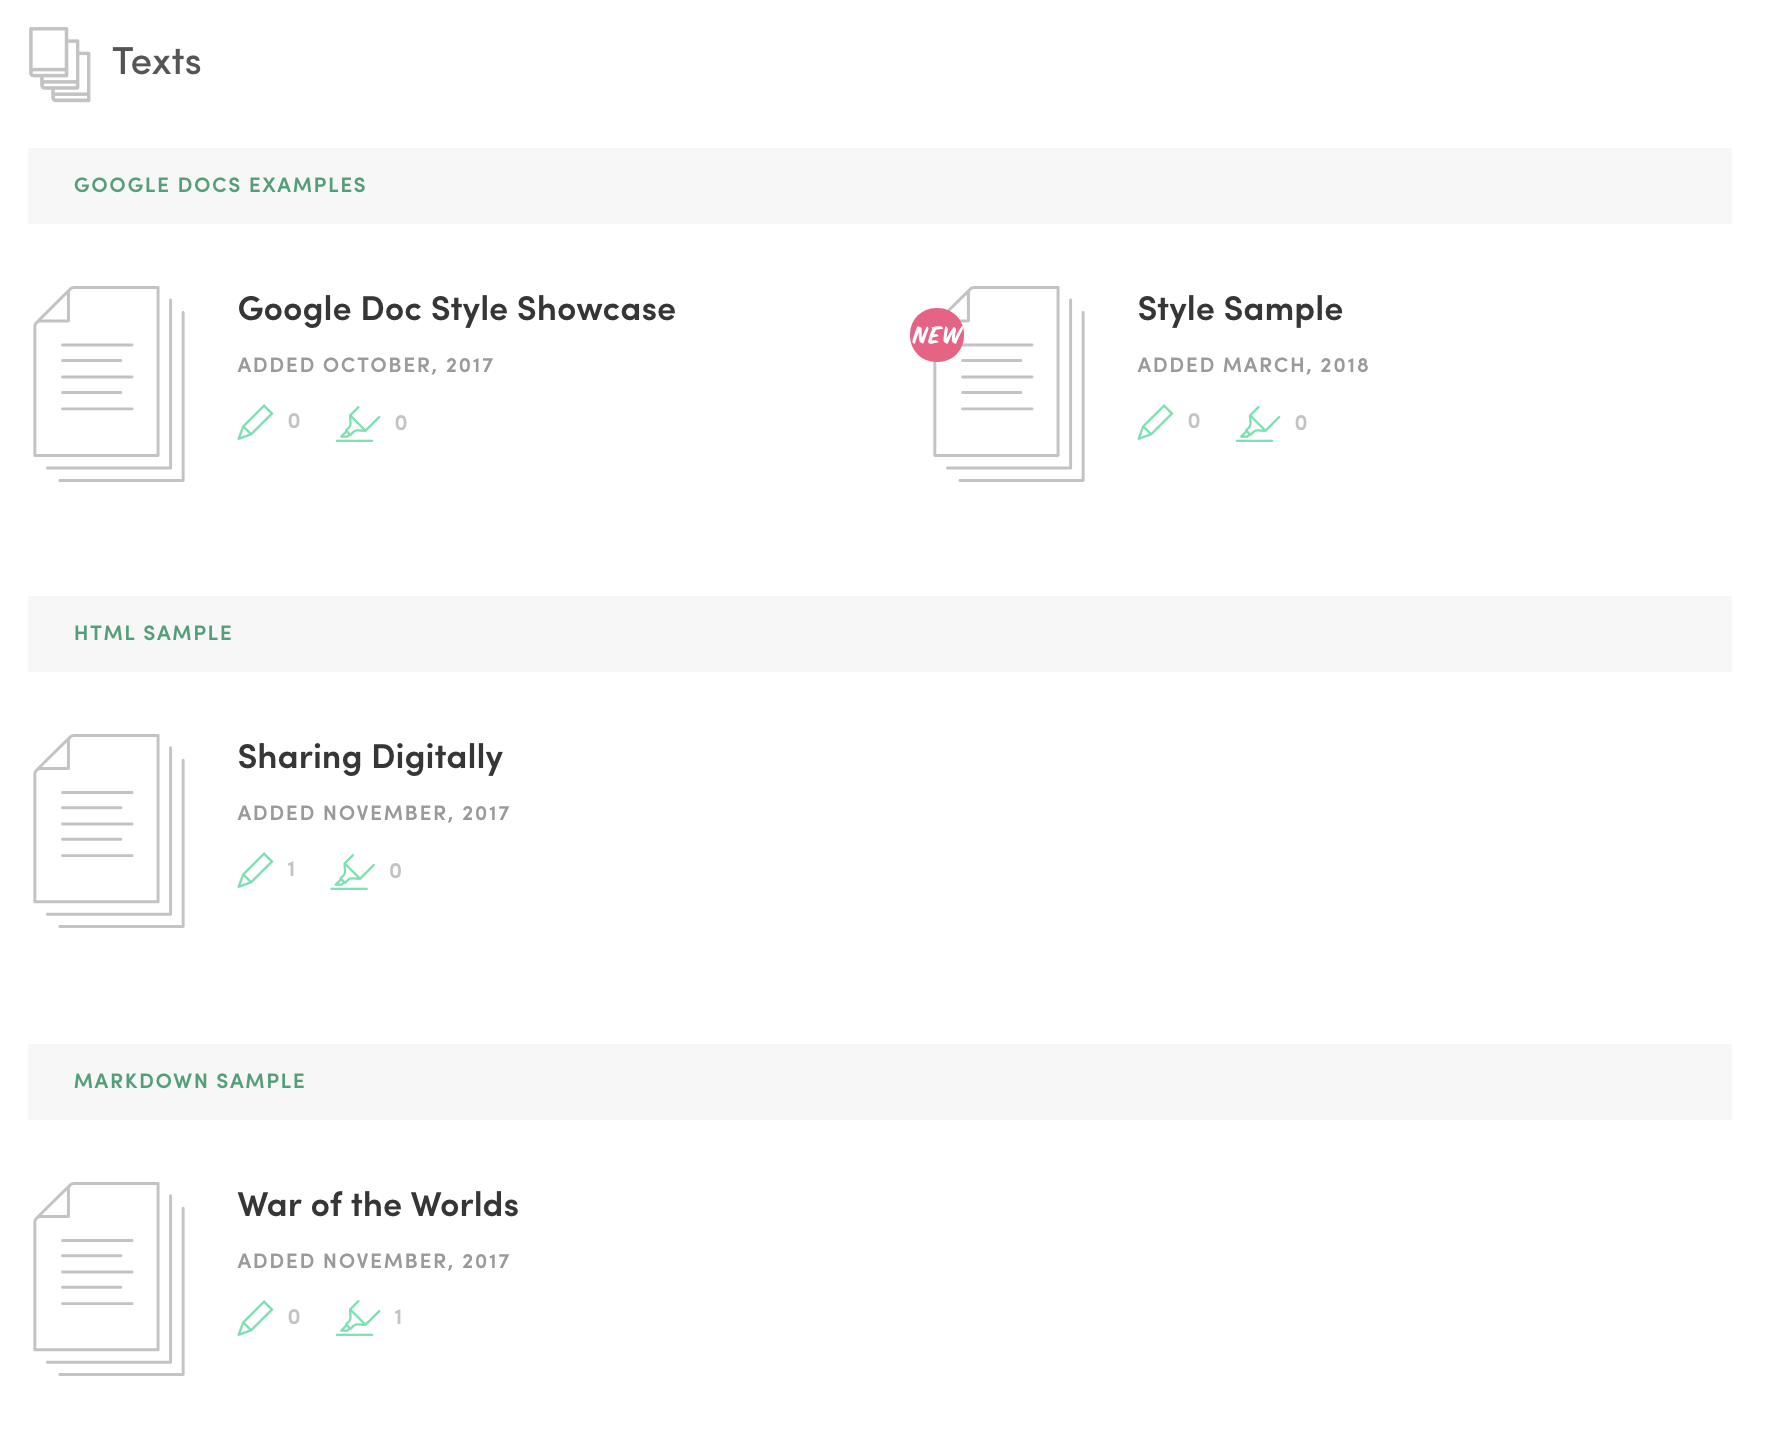 Texts
GOOGLE DOCS EXAMPLES
Google Doc Style Showcase
ADDED OCTOBER, 2017
0 0
NEW
Style Sample
ADDED MARCH, 2018
0 0
HTML SAMPLE
Sharing Digitally
ADDED NOVEMBER, 2017
1 0
MARKDOWN SAMPLE
War of the Worlds
ADDED NOVEMBER, 2017
0 1